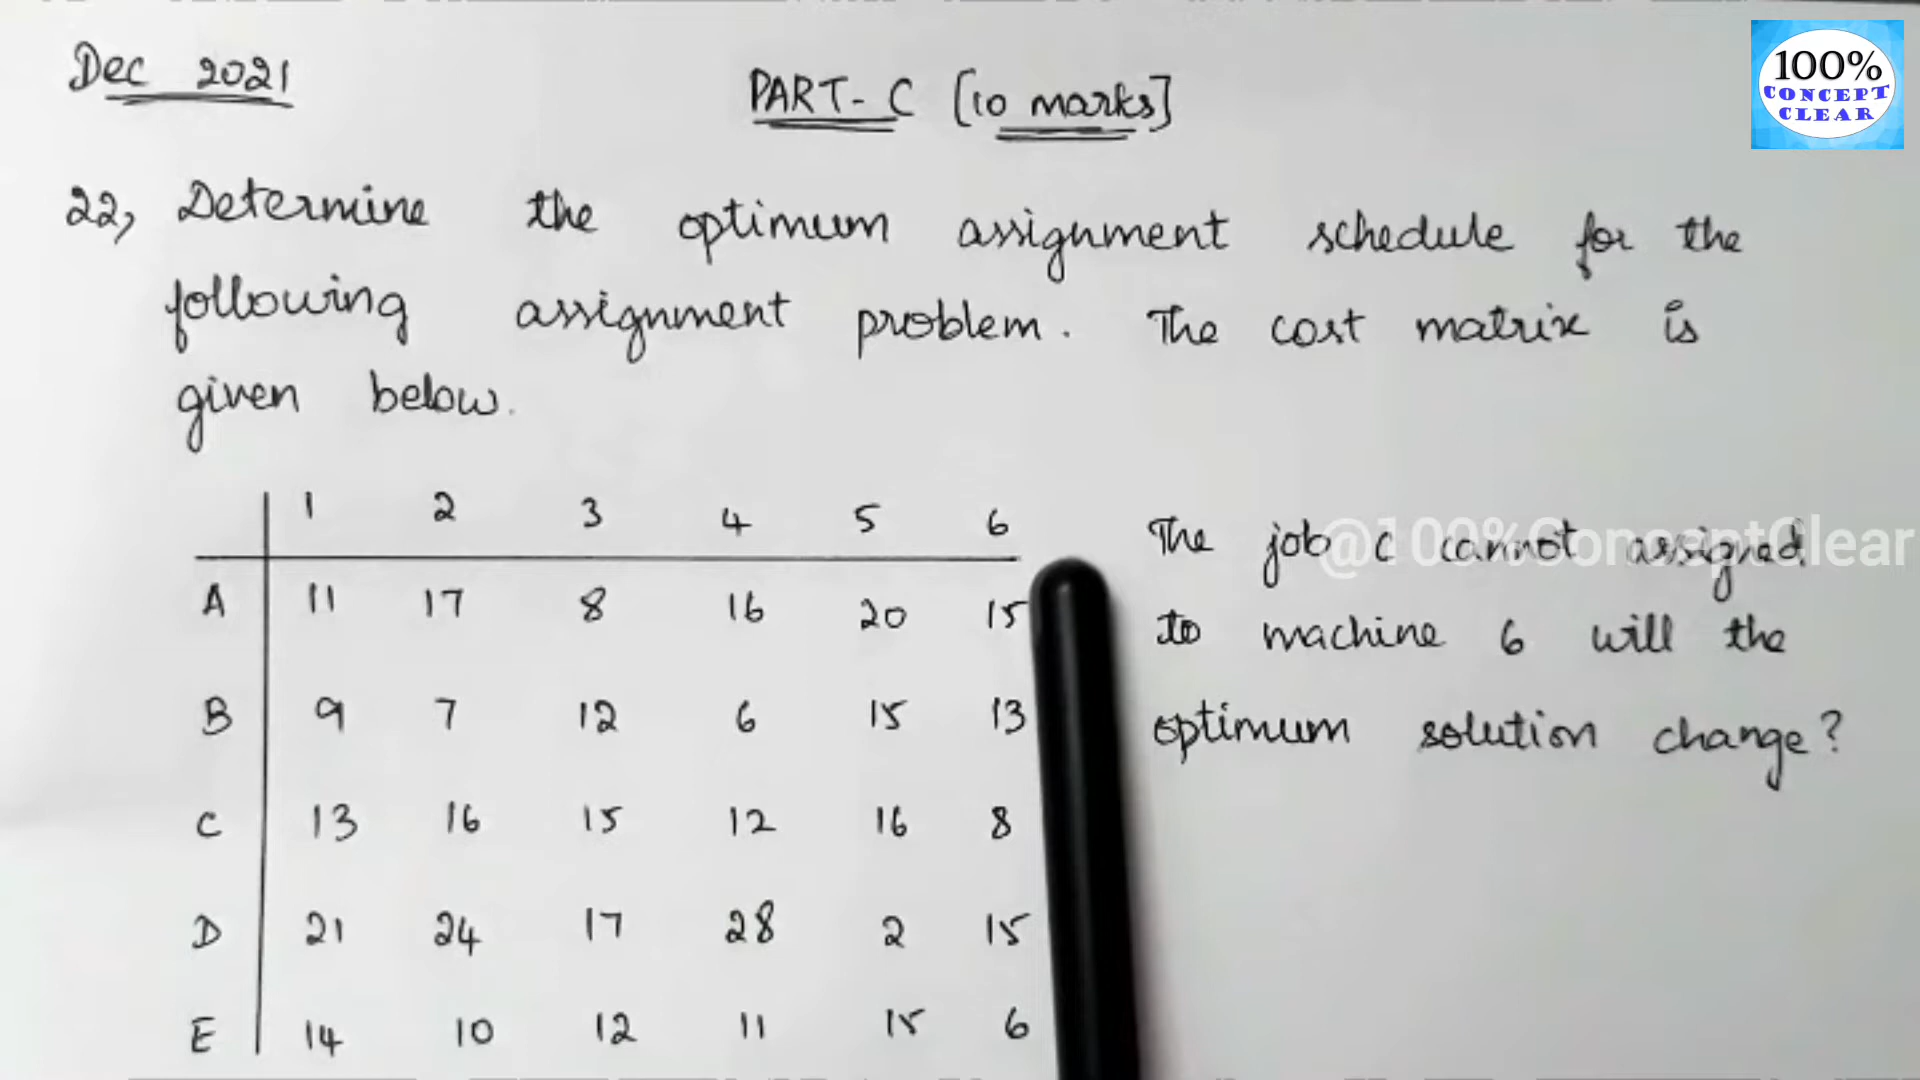 Dec 2021
PART-C [10 marks]
100%
CONCEPT
CLEAR
22, Determine the optimum assignment schedule for the
following assignment problem. The cost matrix is
given below.
1 2 3 4 5 6
A 11 17 8 16 20 15
B 9 7 12 6 15 13
C 13 16 15 12 16 8
D 21 24 17 28 2 15
E 14 10 12 11 15 6
The job C cannot assigned
to machine 6 will the
optimum solution change?
@100%ConceptClear